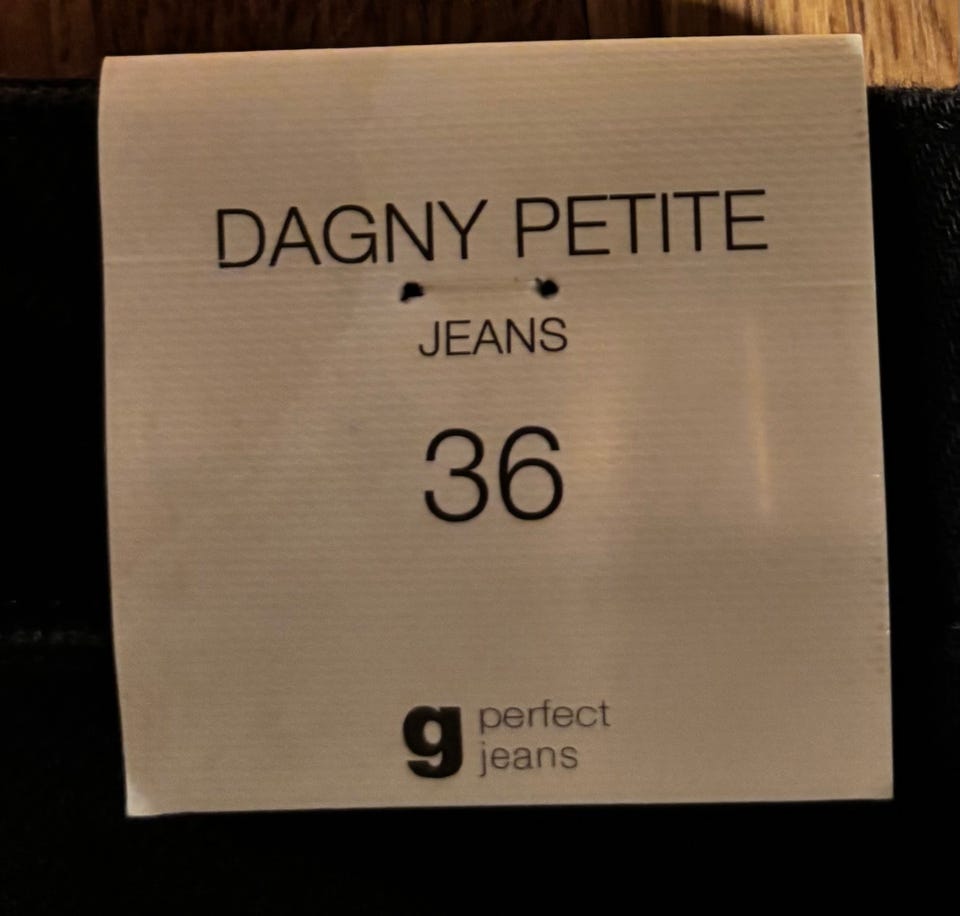 DAGNY PETITE
JEANS
36
g perfect
jeans